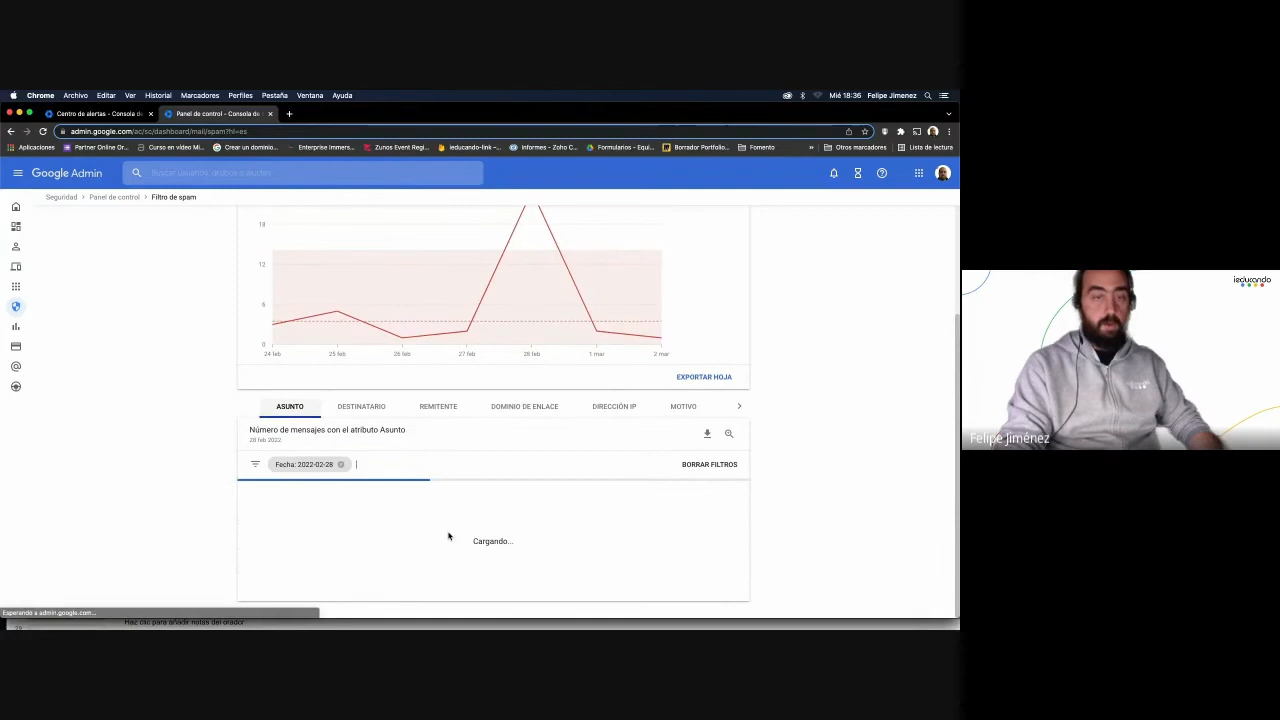 Chrome Archivo Editar Ver Historial Marcadores Perfiles Pestaña Ventana Ayuda Mié 18:36 Felipe Jimenez
Centro de alertas - Consola de Panel de control - Consola de
admin.google.com/ac/sc/dashboard/mail/spam?hl=es
Aplicaciones Partner Online Or... Curso en vídeo Mi... Crear un dominio... Enterprise Immers... Zunos Event Regi... ieducando-link –... Informes - Zoho C... Formularios - Equi... Borrador Portfolio... Fomento » Otros marcadores Lista de lectura
Google Admin Buscar usuarios, grupos o ajustes
Seguridad > Panel de control > Filtro de spam
18
12
6
0
24 feb 25 feb 26 feb 27 feb 28 feb 1 mar 2 mar
EXPORTAR HOJA
ASUNTO DESTINATARIO REMITENTE DOMINIO DE ENLACE DIRECCIÓN IP MOTIVO
Número de mensajes con el atributo Asunto
28 feb 2022
Fecha: 2022-02-28 BORRAR FILTROS
Cargando...
Esperando a admin.google.com...
Haz clic para añadir notas del orador
ieducando
Felipe Jiménez